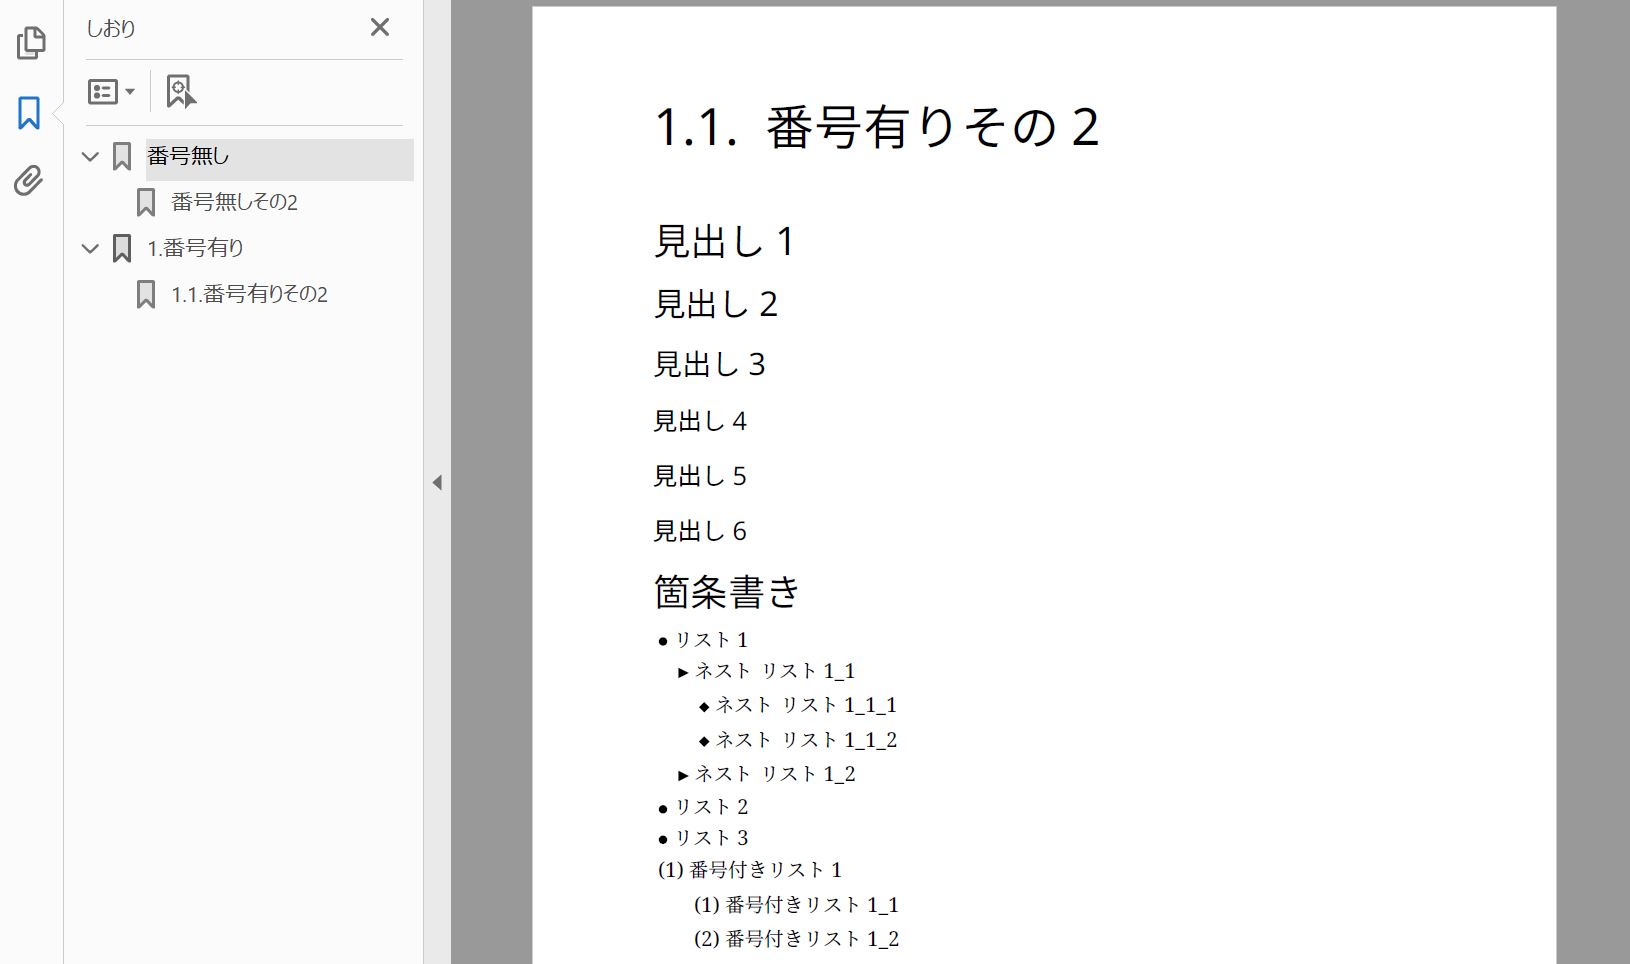 しおり
番号無し
番号無しその2
1.番号有り
1.1.番号有りその2
1.1. 番号有りその 2
見出し 1
見出し 2
見出し 3
見出し 4
見出し 5
見出し 6
箇条書き
● リスト 1
▶ ネスト リスト 1_1
◆ ネスト リスト 1_1_1
◆ ネスト リスト 1_1_2
▶ ネスト リスト 1_2
● リスト 2
● リスト 3
(1) 番号付きリスト 1
(1) 番号付きリスト 1_1
(2) 番号付きリスト 1_2